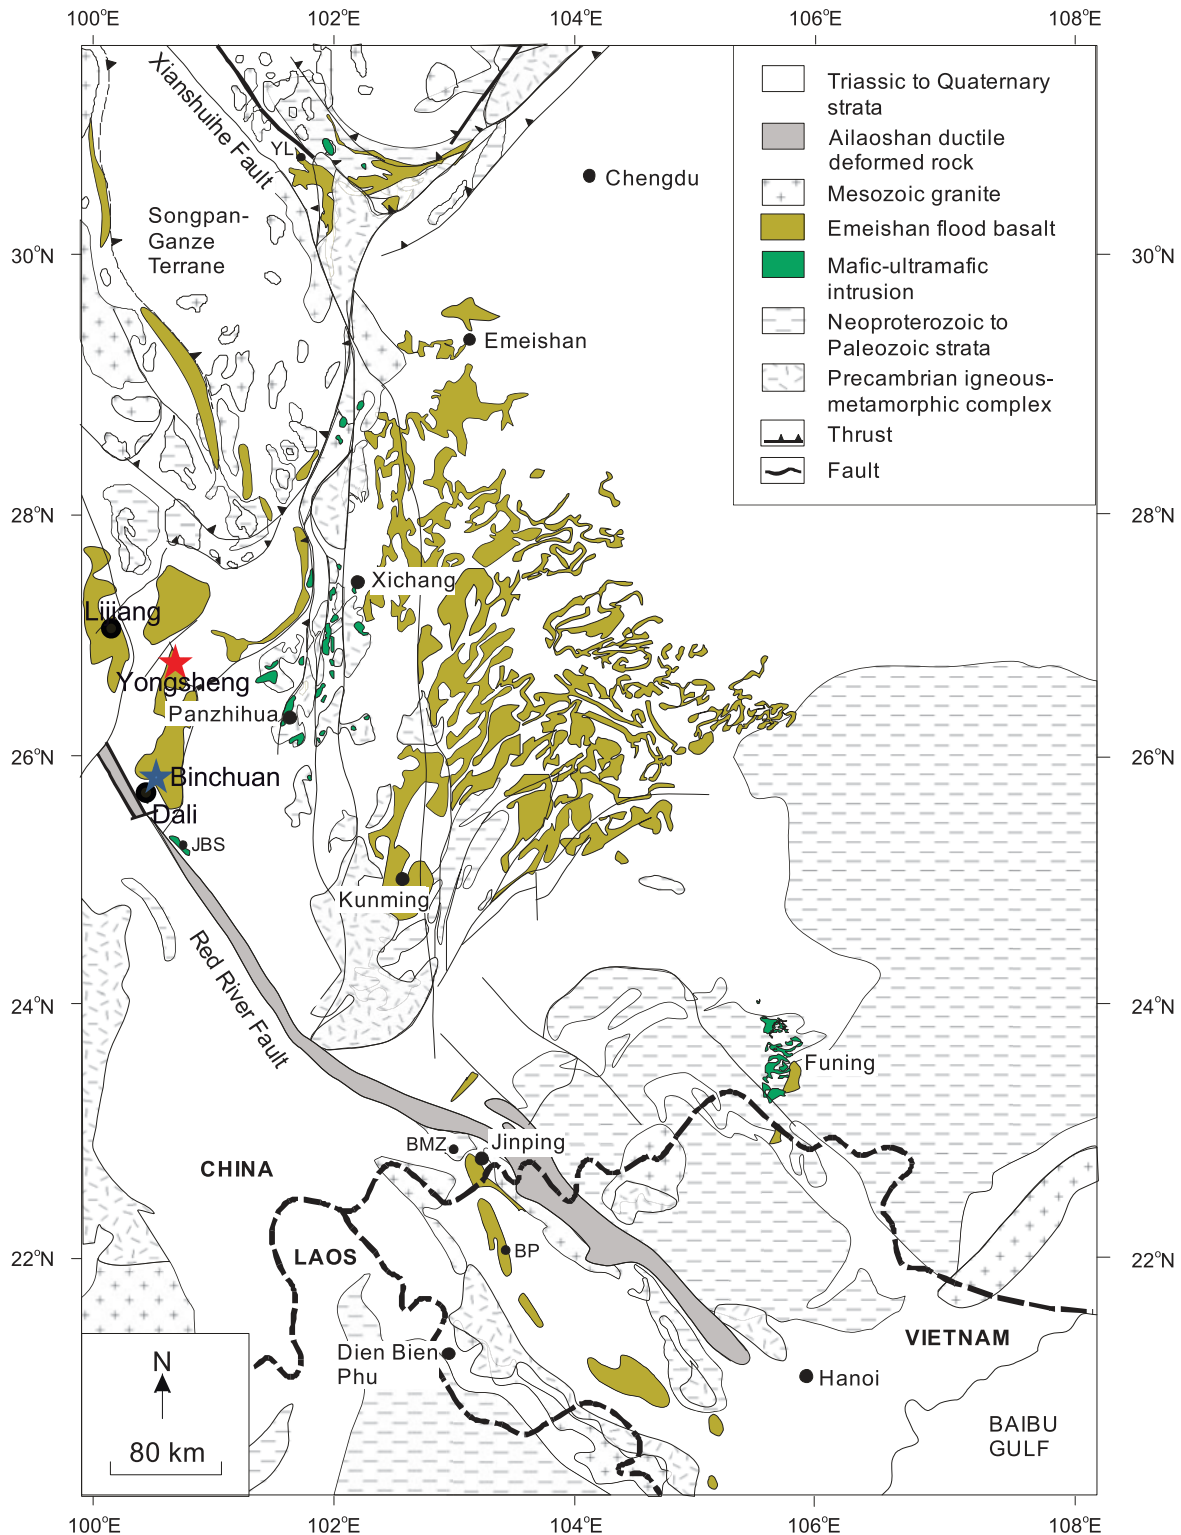 100°E
102°E
104°E
106°E
108°E
Triassic to Quaternary
strata
Ailaoshan ductile
deformed rock
Mesozoic granite
Emeishan flood basalt
Mafic-ultramafic
intrusion
Neoproterozoic to
Paleozoic strata
Precambrian igneous-
metamorphic complex
Thrust
Fault
Xianshuihe Fault
YL
Chengdu
Songpan-
Ganze
Terrane
30°N
30°N
Emeishan
28°N
28°N
Xichang
Lijiang
Yongsheng
Panzhihua
26°N
26°N
Binchuan
Dali
JBS
Kunming
Red River Fault
24°N
24°N
Funing
BMZ
Jinping
CHINA
BP
LAOS
22°N
22°N
VIETNAM
N
Dien Bien
Phu
Hanoi
80 km
BAIBU
GULF
100°E
102°E
104°E
106°E
108°E